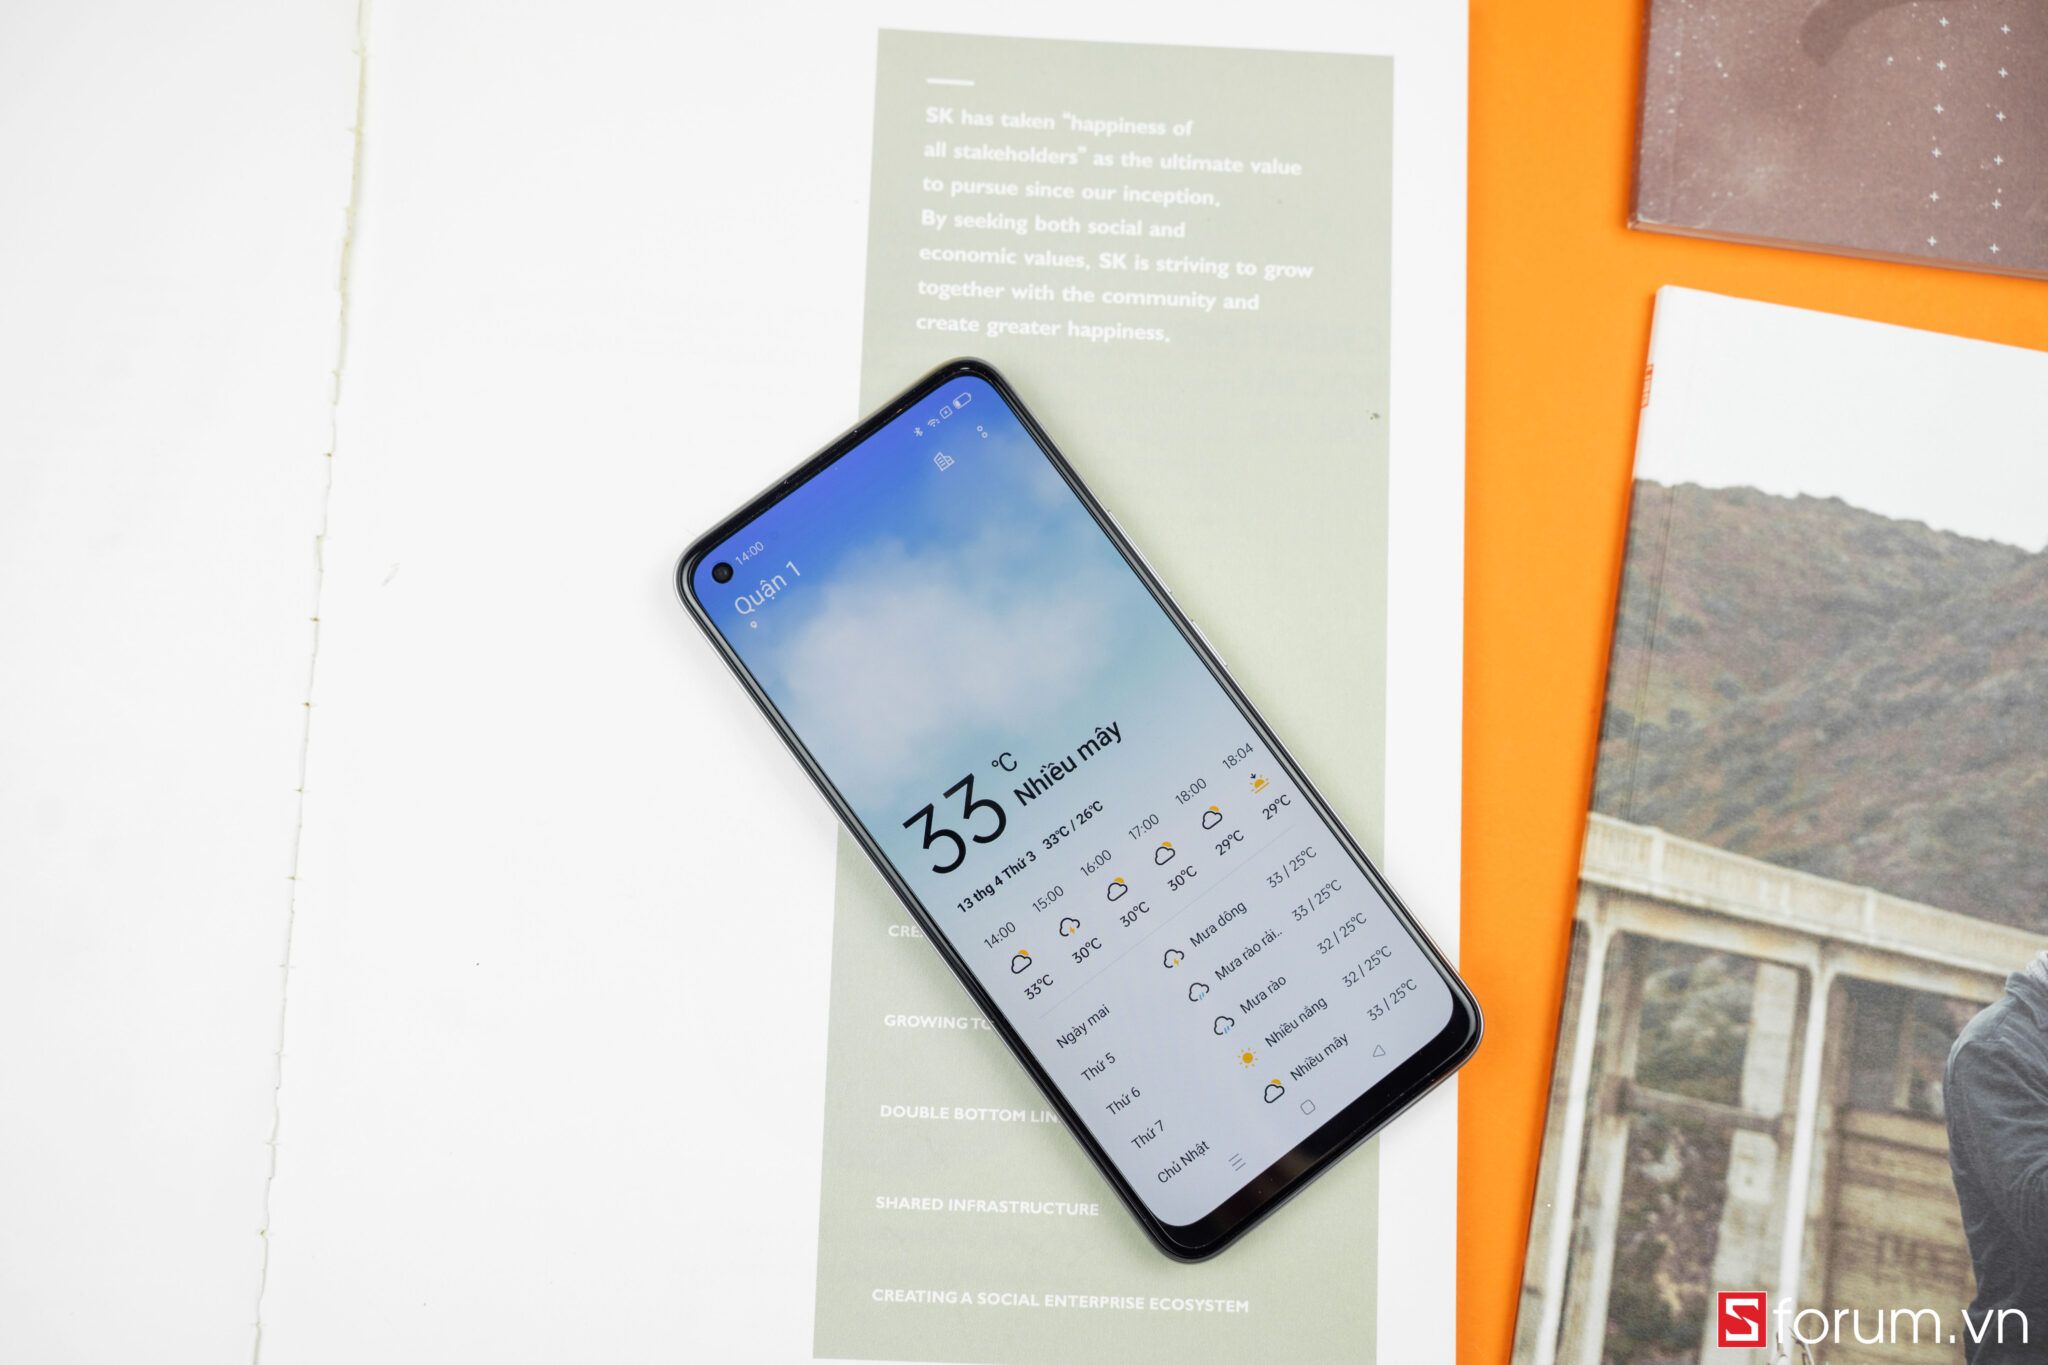 SK has taken "happiness of
all stakeholders" as the ultimate value
to pursue since our inception.
By seeking both social and
economic values, SK is striving to grow
together with the community and
create greater happiness.
14:00
Quận 1
33 °C Nhiều mây
13 thg 4 Thứ 3 33°C / 26°C
14:00 15:00 16:00 17:00 18:00 18:04
33°C 30°C 30°C 30°C 29°C 29°C
Ngày mai Mưa dông 33 / 25°C
Thứ 5 Mưa rào rải.. 33 / 25°C
Thứ 6 Mưa rào 32 / 25°C
Thứ 7 Nhiều nắng 32 / 25°C
Chủ Nhật Nhiều mây 33 / 25°C
CRE
GROWING TO
DOUBLE BOTTOM LIN
SHARED INFRASTRUCTURE
CREATING A SOCIAL ENTERPRISE ECOSYSTEM
Sforum.vn